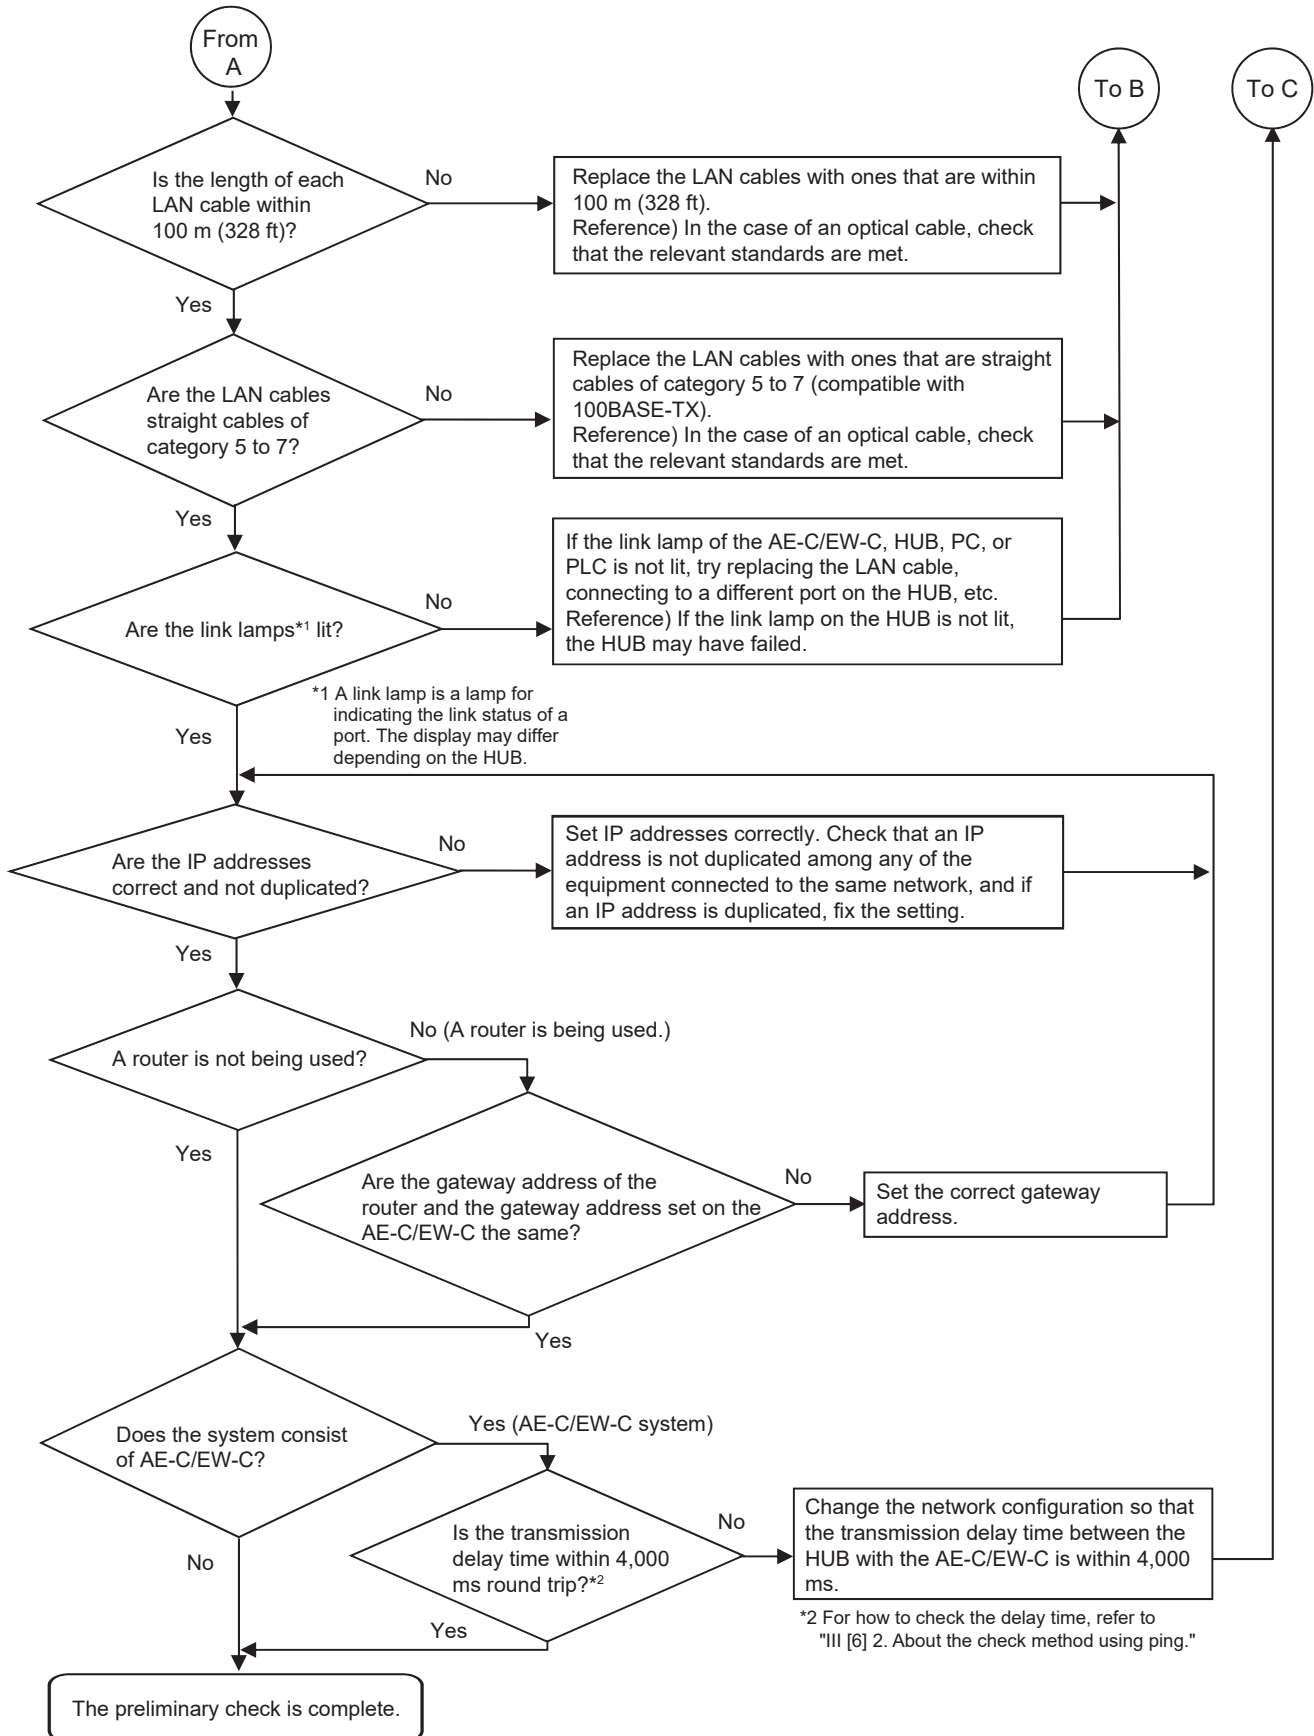 From
A
To B
To C
Is the length of each
LAN cable within
100 m (328 ft)?
No
Replace the LAN cables with ones that are within
100 m (328 ft).
Reference) In the case of an optical cable, check
that the relevant standards are met.
Yes
Are the LAN cables
straight cables of
category 5 to 7?
No
Replace the LAN cables with ones that are straight
cables of category 5 to 7 (compatible with
100BASE-TX).
Reference) In the case of an optical cable, check
that the relevant standards are met.
Yes
Are the link lamps*1 lit?
No
If the link lamp of the AE-C/EW-C, HUB, PC, or
PLC is not lit, try replacing the LAN cable,
connecting to a different port on the HUB, etc.
Reference) If the link lamp on the HUB is not lit,
the HUB may have failed.
*1 A link lamp is a lamp for
indicating the link status of a
port. The display may differ
depending on the HUB.
Yes
Are the IP addresses
correct and not duplicated?
No
Set IP addresses correctly. Check that an IP
address is not duplicated among any of the
equipment connected to the same network, and if
an IP address is duplicated, fix the setting.
Yes
A router is not being used?
No (A router is being used.)
Yes
Are the gateway address of the
router and the gateway address set on the
AE-C/EW-C the same?
No
Set the correct gateway
address.
Yes
Does the system consist
of AE-C/EW-C?
Yes (AE-C/EW-C system)
No
Is the transmission
delay time within 4,000
ms round trip?*2
No
Change the network configuration so that
the transmission delay time between the
HUB with the AE-C/EW-C is within 4,000
ms.
*2 For how to check the delay time, refer to
"III [6] 2. About the check method using ping."
Yes
The preliminary check is complete.